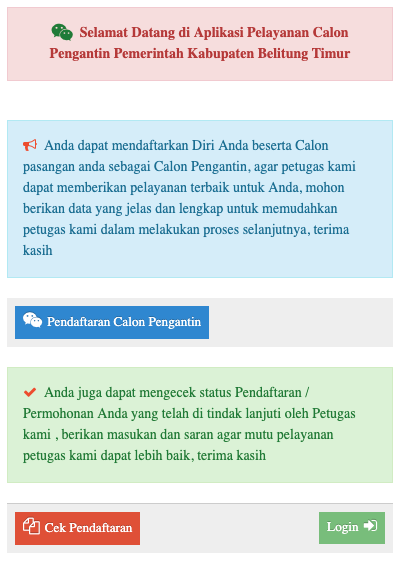 Selamat Datang di Aplikasi Pelayanan Calon
Pengantin Pemerintah Kabupaten Belitung Timur
Anda dapat mendaftarkan Diri Anda beserta Calon
pasangan anda sebagai Calon Pengantin, agar petugas kami
dapat memberikan pelayanan terbaik untuk Anda, mohon
berikan data yang jelas dan lengkap untuk memudahkan
petugas kami dalam melakukan proses selanjutnya, terima
kasih
Pendaftaran Calon Pengantin
Anda juga dapat mengecek status Pendaftaran /
Permohonan Anda yang telah di tindak lanjuti oleh Petugas
kami , berikan masukan dan saran agar mutu pelayanan
petugas kami dapat lebih baik, terima kasih
Cek Pendaftaran
Login